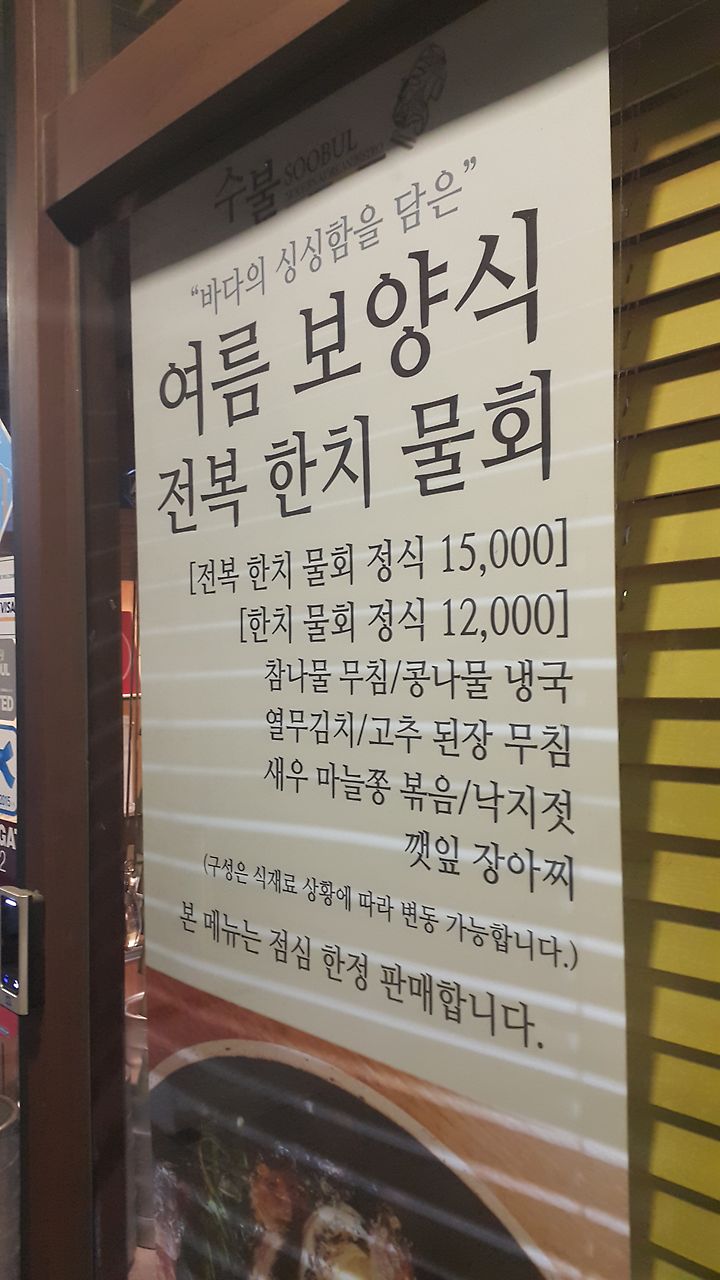 수불 SOOBUL
“바다의 싱싱함을 담은”
여름 보양식
전복 한치 물회
[전복 한치 물회 정식 15,000]
[한치 물회 정식 12,000]
참나물 무침/콩나물 냉국
열무김치/고추 된장 무침
새우 마늘쫑 볶음/낙지젓
깻잎 장아찌
(구성은 식재료 상황에 따라 변동 가능합니다.)
본 메뉴는 점심 한정 판매합니다.
VISA
2015